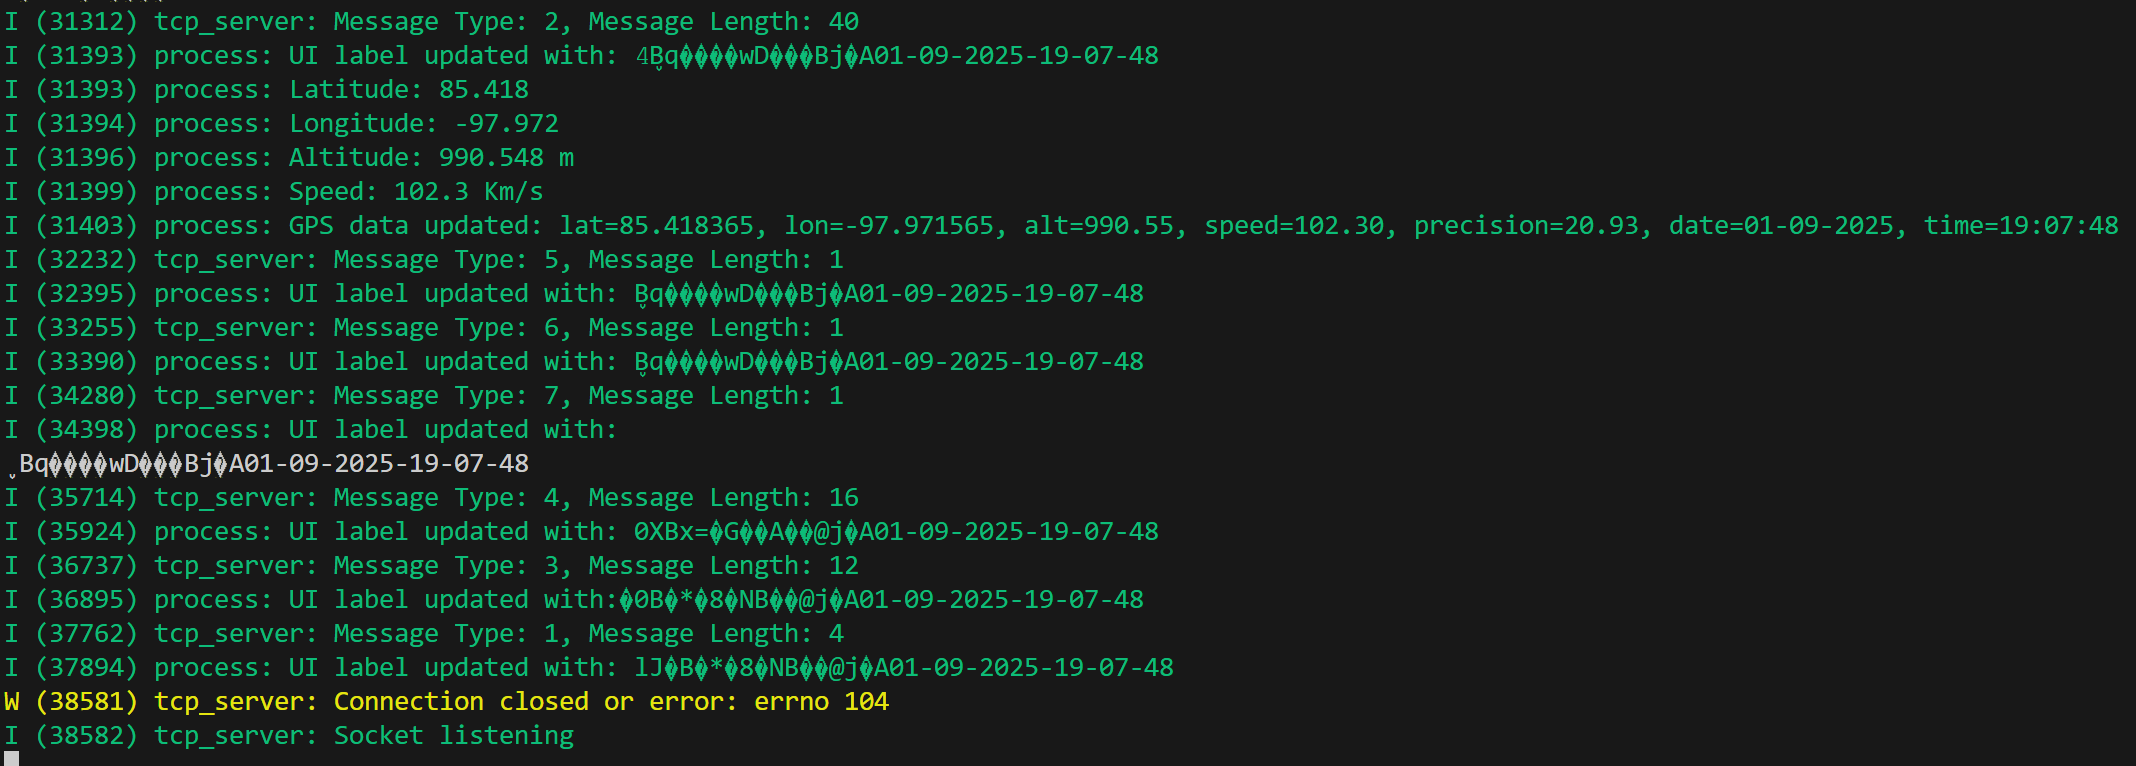 I (31312) tcp_server: Message Type: 2, Message Length: 40
I (31393) process: UI label updated with: 4B̬q����wD���Bj�A01-09-2025-19-07-48
I (31393) process: Latitude: 85.418
I (31394) process: Longitude: -97.972
I (31396) process: Altitude: 990.548 m
I (31399) process: Speed: 102.3 Km/s
I (31403) process: GPS data updated: lat=85.418365, lon=-97.971565, alt=990.55, speed=102.30, precision=20.93, date=01-09-2025, time=19:07:48
I (32232) tcp_server: Message Type: 5, Message Length: 1
I (32395) process: UI label updated with: B̬q����wD���Bj�A01-09-2025-19-07-48
I (33255) tcp_server: Message Type: 6, Message Length: 1
I (33390) process: UI label updated with: B̬q����wD���Bj�A01-09-2025-19-07-48
I (34280) tcp_server: Message Type: 7, Message Length: 1
I (34398) process: UI label updated with:
 ̬Bq����wD���Bj�A01-09-2025-19-07-48
I (35714) tcp_server: Message Type: 4, Message Length: 16
I (35924) process: UI label updated with: 0XBx=�G��A��@j�A01-09-2025-19-07-48
I (36737) tcp_server: Message Type: 3, Message Length: 12
I (36895) process: UI label updated with:�0B�*�8�NB��@j�A01-09-2025-19-07-48
I (37762) tcp_server: Message Type: 1, Message Length: 4
I (37894) process: UI label updated with: lJ�B�*�8�NB��@j�A01-09-2025-19-07-48
W (38581) tcp_server: Connection closed or error: errno 104
I (38582) tcp_server: Socket listening